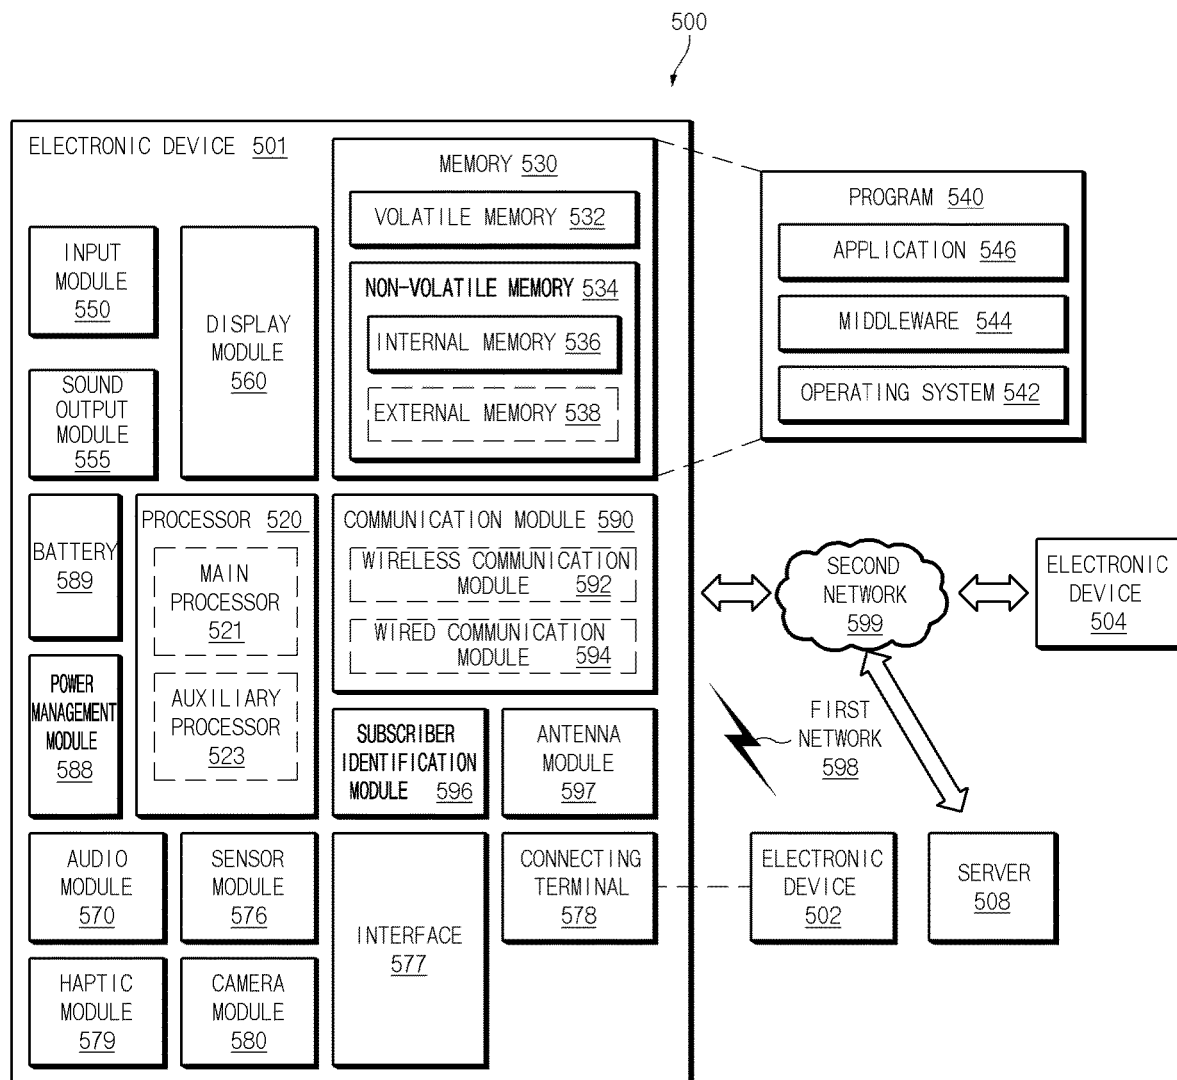 500
ELECTRONIC DEVICE 501
MEMORY 530
VOLATILE MEMORY 532
NON-VOLATILE MEMORY 534
INTERNAL MEMORY 536
EXTERNAL MEMORY 538
PROGRAM 540
APPLICATION 546
MIDDLEWARE 544
OPERATING SYSTEM 542
INPUT
MODULE
550
DISPLAY
MODULE
560
SOUND
OUTPUT
MODULE
555
BATTERY
589
PROCESSOR 520
MAIN
PROCESSOR
521
AUXILIARY
PROCESSOR
523
COMMUNICATION MODULE 590
WIRELESS COMMUNICATION
MODULE 592
WIRED COMMUNICATION
MODULE 594
SECOND
NETWORK
599
ELECTRONIC
DEVICE
504
POWER
MANAGEMENT
MODULE
588
SUBSCRIBER
IDENTIFICATION
MODULE 596
ANTENNA
MODULE
597
FIRST
NETWORK
598
AUDIO
MODULE
570
SENSOR
MODULE
576
INTERFACE
577
CONNECTING
TERMINAL
578
ELECTRONIC
DEVICE
502
SERVER
508
HAPTIC
MODULE
579
CAMERA
MODULE
580